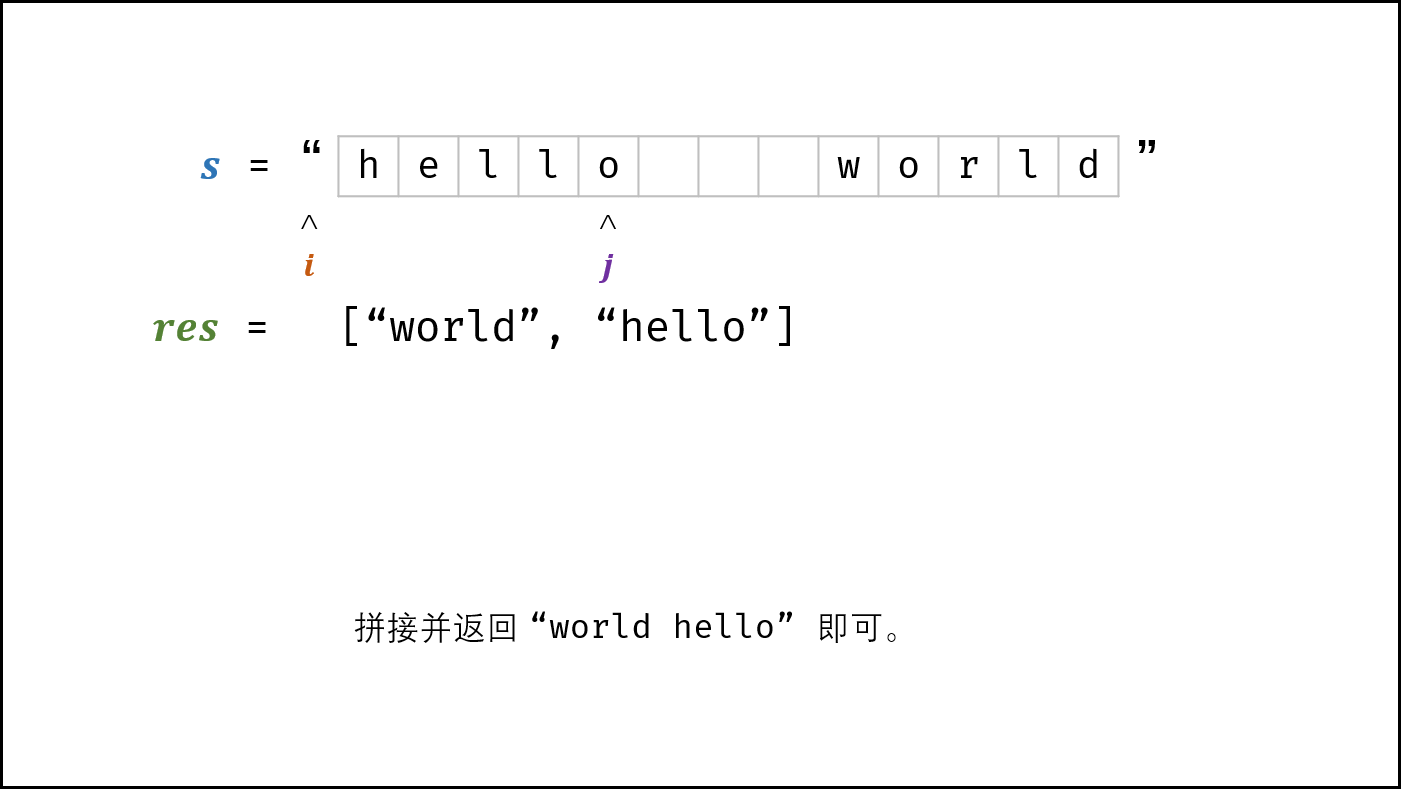 s = “ h e l l o w o r l d ”
^ ^
i j
res = [“world”, “hello”]
拼接并返回 “world hello” 即可。